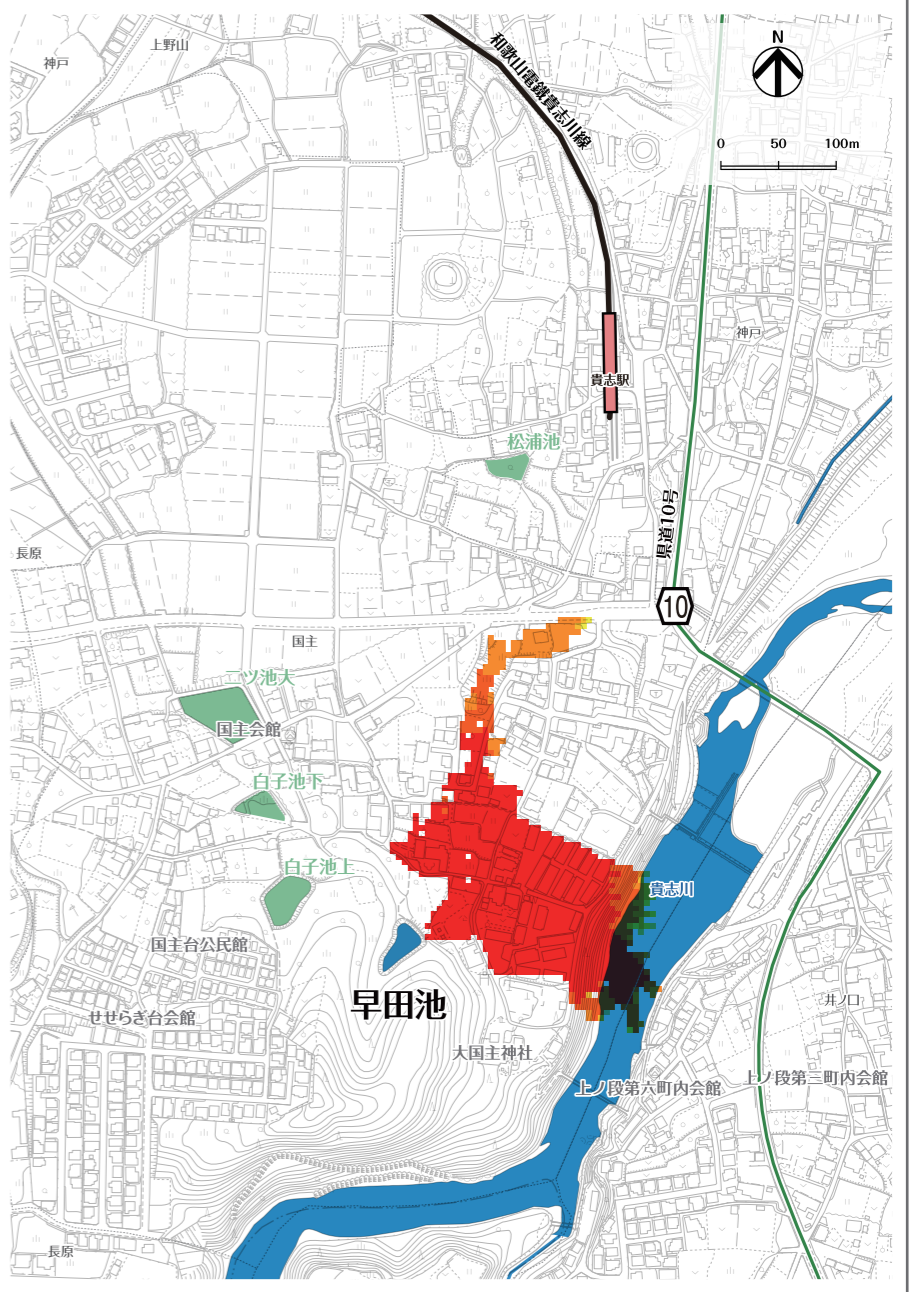 上野山
神戸
和歌山電鐵貴志川線
N
0 50 100m
神戸
貴志駅
松浦池
県道10号
長原
10
国主
ツ池大
国主会館
白子池下
白子池上
貴志川
国主台公民館
早田池
井ノ口
せせらぎ台会館
大国主神社
上ノ段第六町内会館
上ノ段第二町内会館
長原